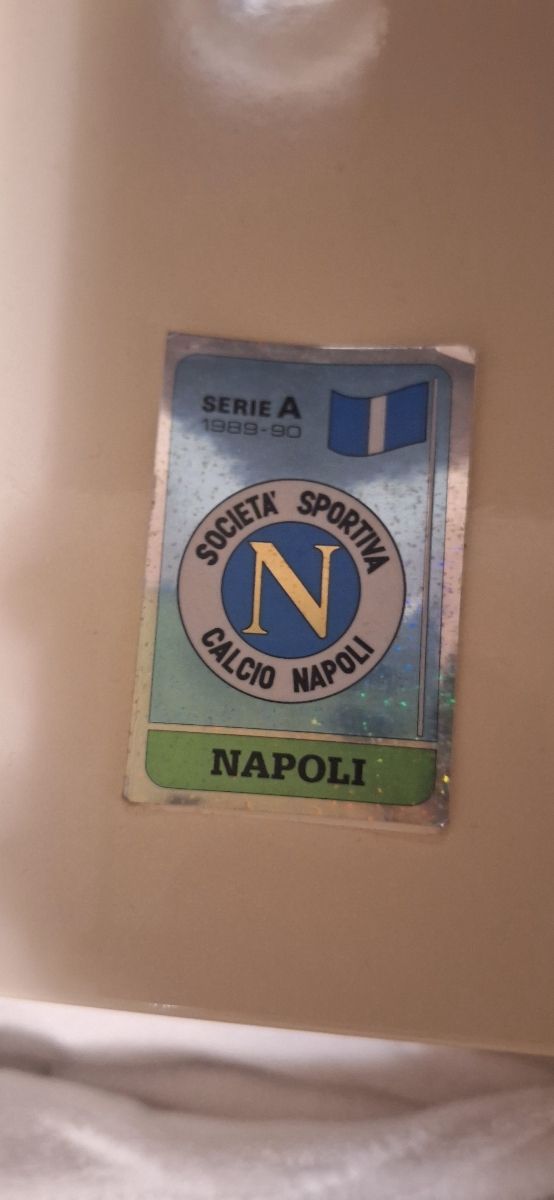 SERIE A
1989-90
SOCIETA' SPORTIVA
N
CALCIO NAPOLI
NAPOLI